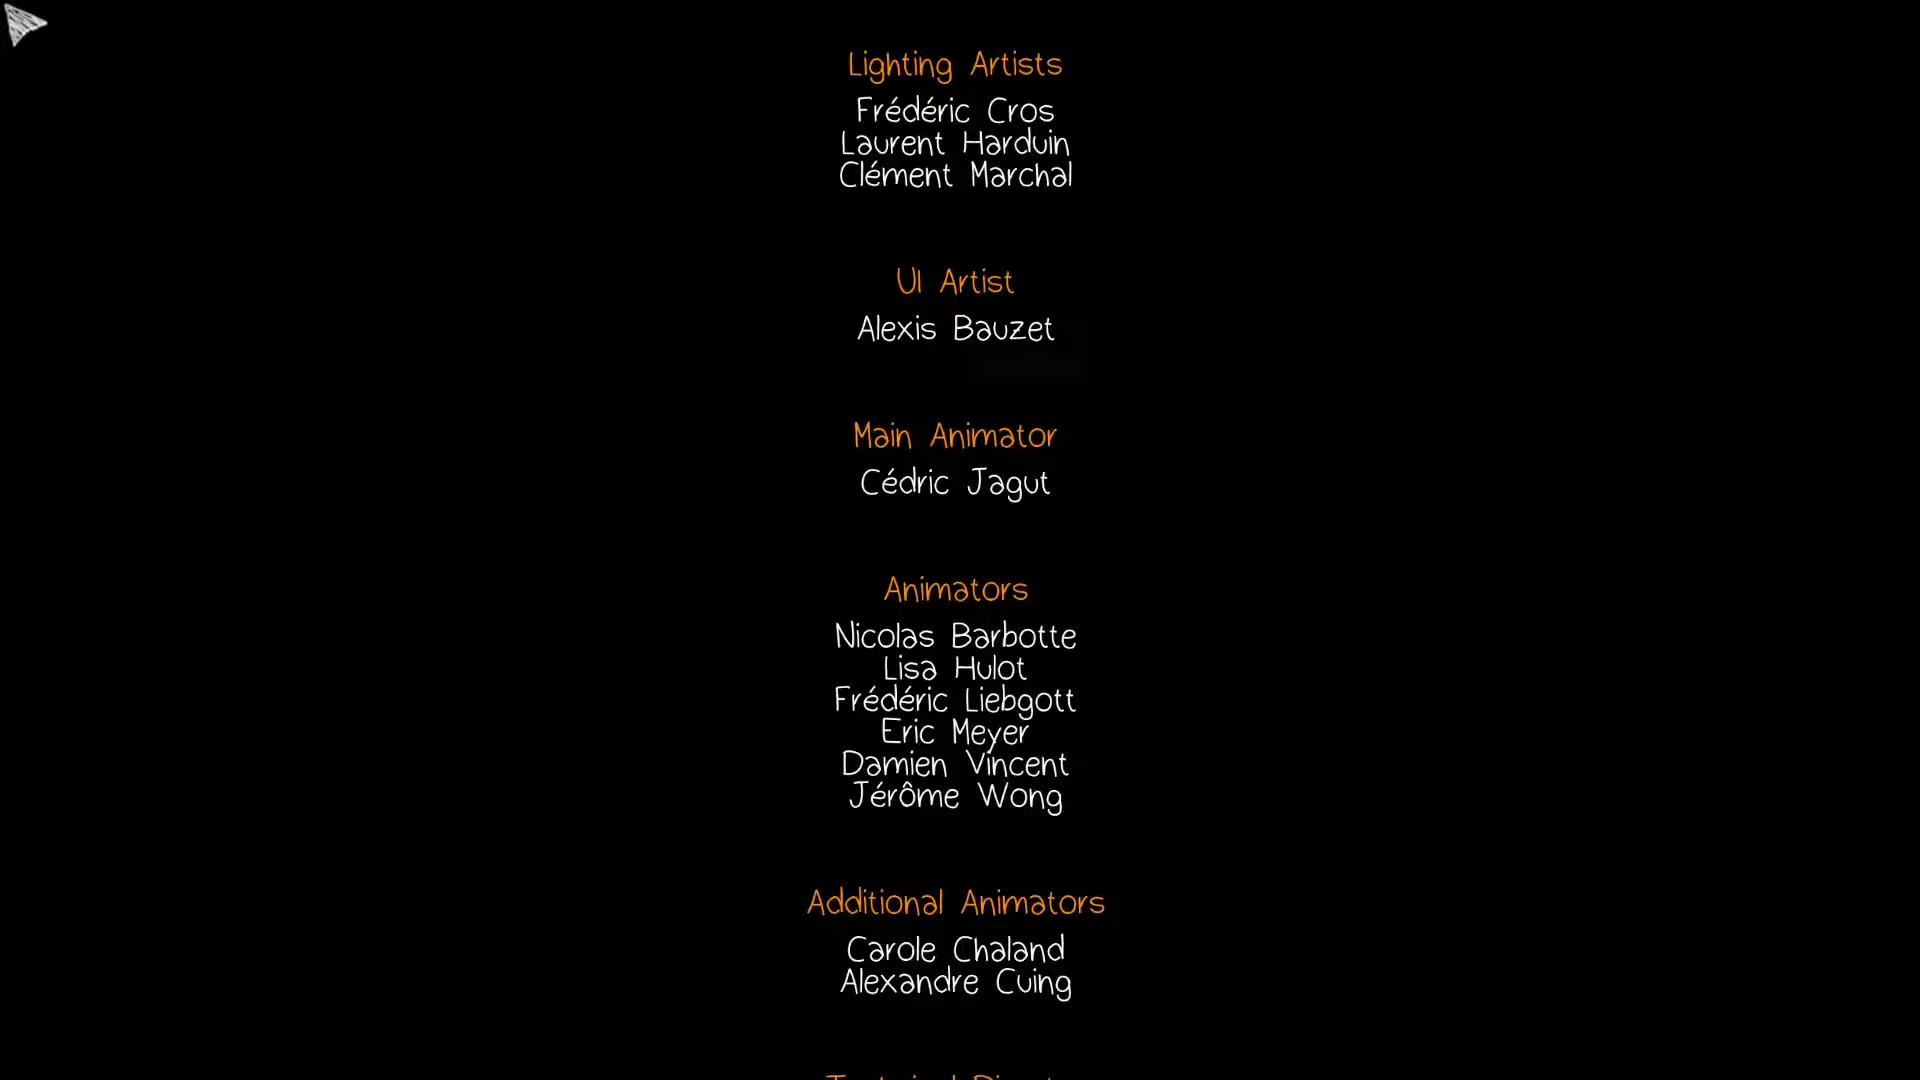 Lighting Artists
Frédéric Cros
Laurent Harduin
Clément Marchal
UI Artist
Alexis Bauzet
Main Animator
Cédric Jagut
Animators
Nicolas Barbotte
Lisa Hulot
Frédéric Liebgott
Eric Meyer
Damien Vincent
Jérôme Wong
Additional Animators
Carole Chaland
Alexandre Cuing